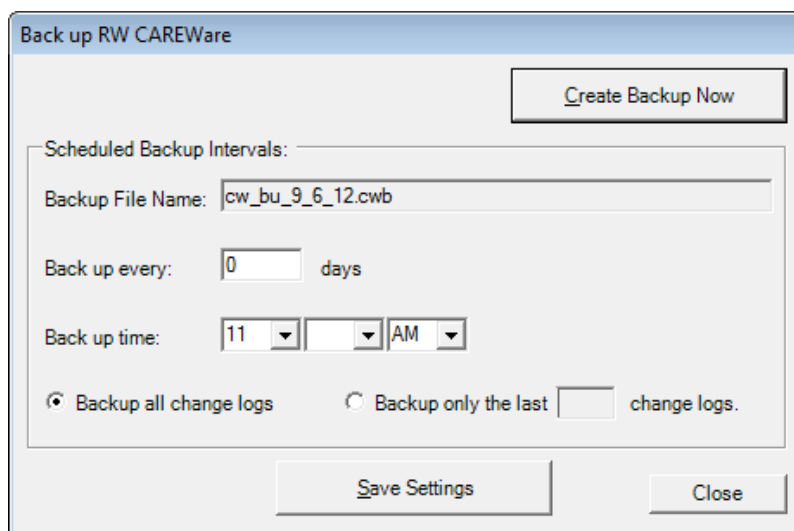 Back up RW CAREWare
Create Backup Now
Scheduled Backup Intervals:
Backup File Name: cw_bu_9_6_12.cwb
Back up every: 0 days
Back up time: 11 AM
Backup all change logs Backup only the last change logs.
Save Settings Close